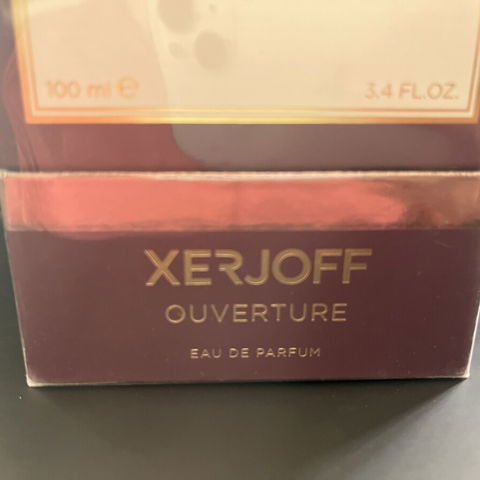 100 ml ℮
3.4 FL.OZ.
XERJOFF
OUVERTURE
EAU DE PARFUM